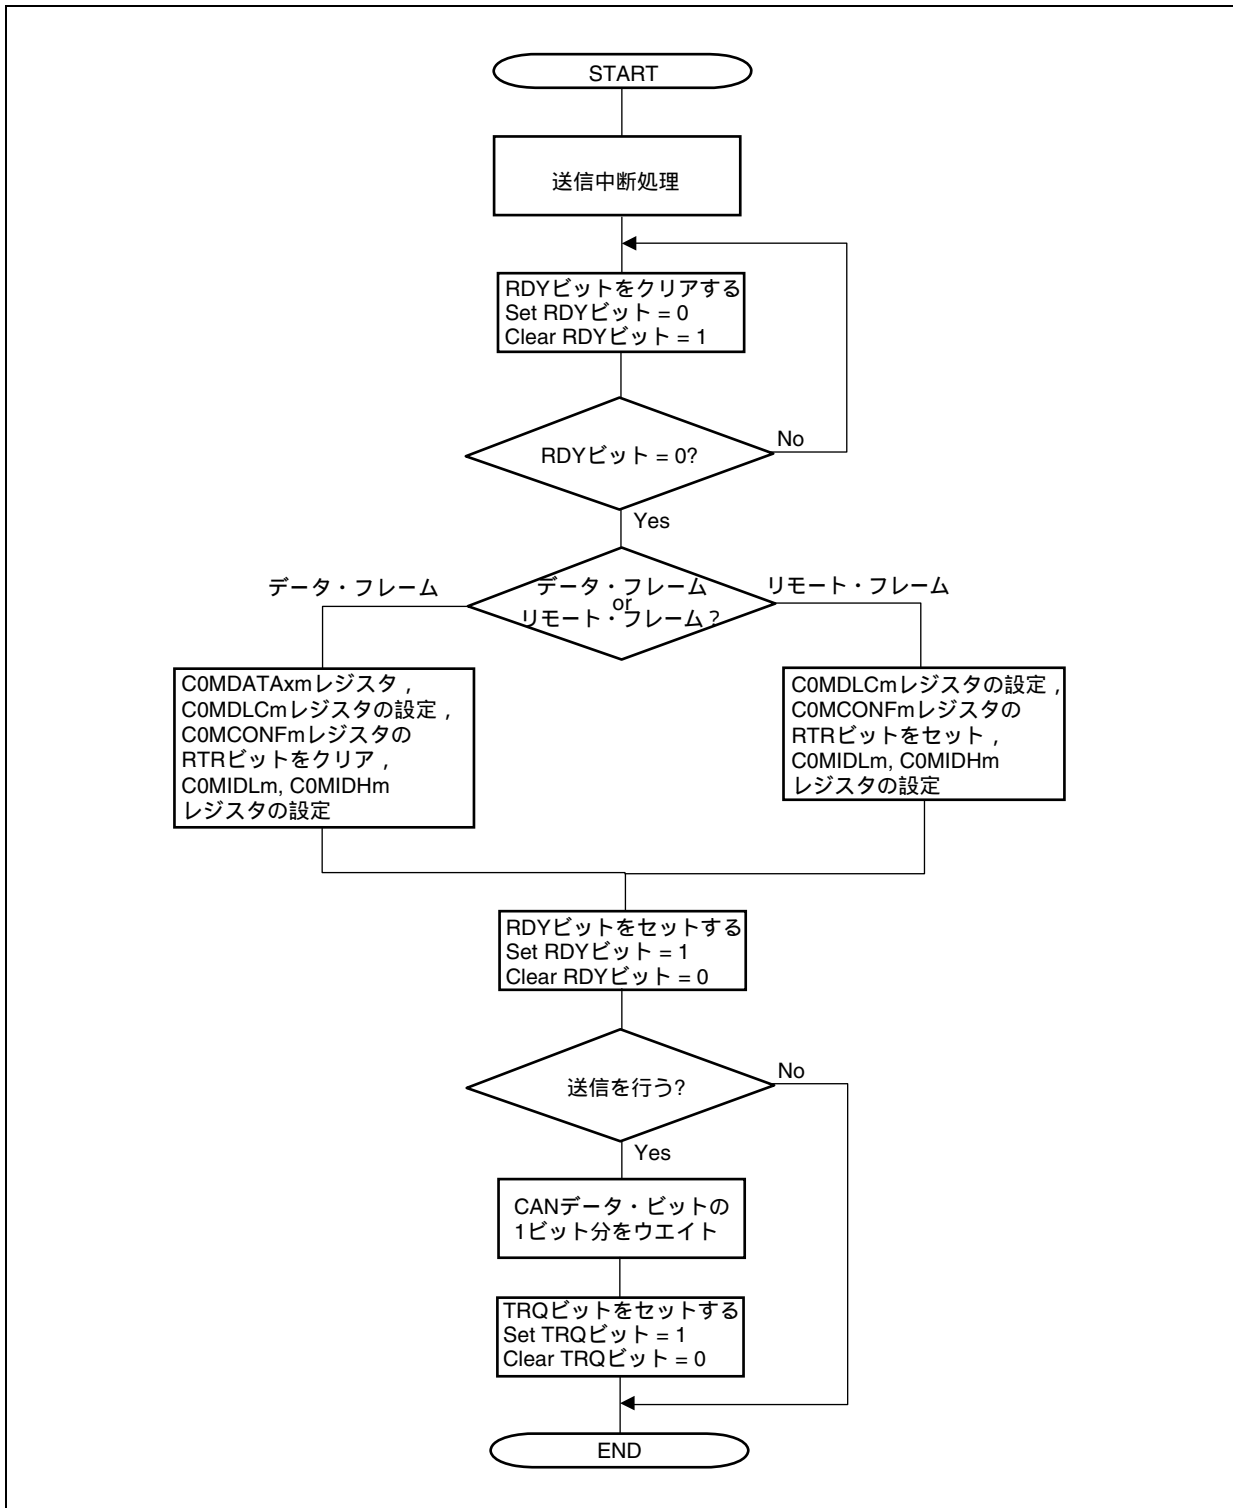 START
送信中断処理
RDYビットをクリアする
Set RDYビット = 0
Clear RDYビット = 1
RDYビット = 0?
No
Yes
データ・フレーム
データ・フレーム
or
リモート・フレーム？
リモート・フレーム
C0MDATAxmレジスタ，
C0MDLCmレジスタの設定，
C0MCONFmレジスタの
RTRビットをクリア，
C0MIDLm, C0MIDHm
レジスタの設定
C0MDLCmレジスタの設定，
C0MCONFmレジスタの
RTRビットをセット，
C0MIDLm, C0MIDHm
レジスタの設定
RDYビットをセットする
Set RDYビット = 1
Clear RDYビット = 0
送信を行う?
No
Yes
CANデータ・ビットの
1ビット分をウエイト
TRQビットをセットする
Set TRQビット = 1
Clear TRQビット = 0
END